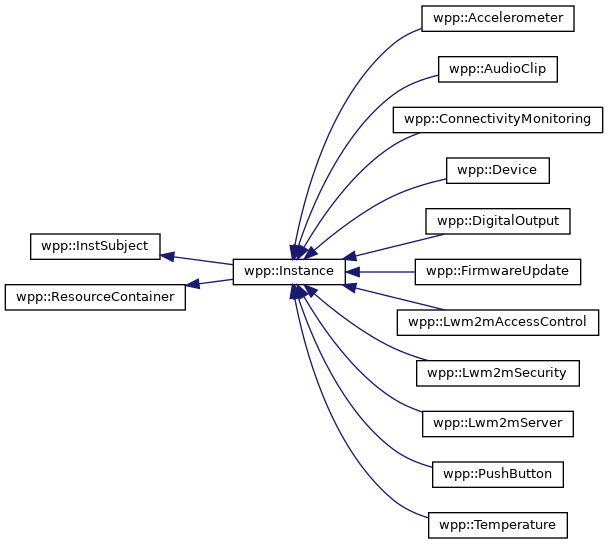 wpp::Accelerometer
wpp::AudioClip
wpp::ConnectivityMonitoring
wpp::Device
wpp::DigitalOutput
wpp::InstSubject
wpp::Instance
wpp::FirmwareUpdate
wpp::ResourceContainer
wpp::Lwm2mAccessControl
wpp::Lwm2mSecurity
wpp::Lwm2mServer
wpp::PushButton
wpp::Temperature